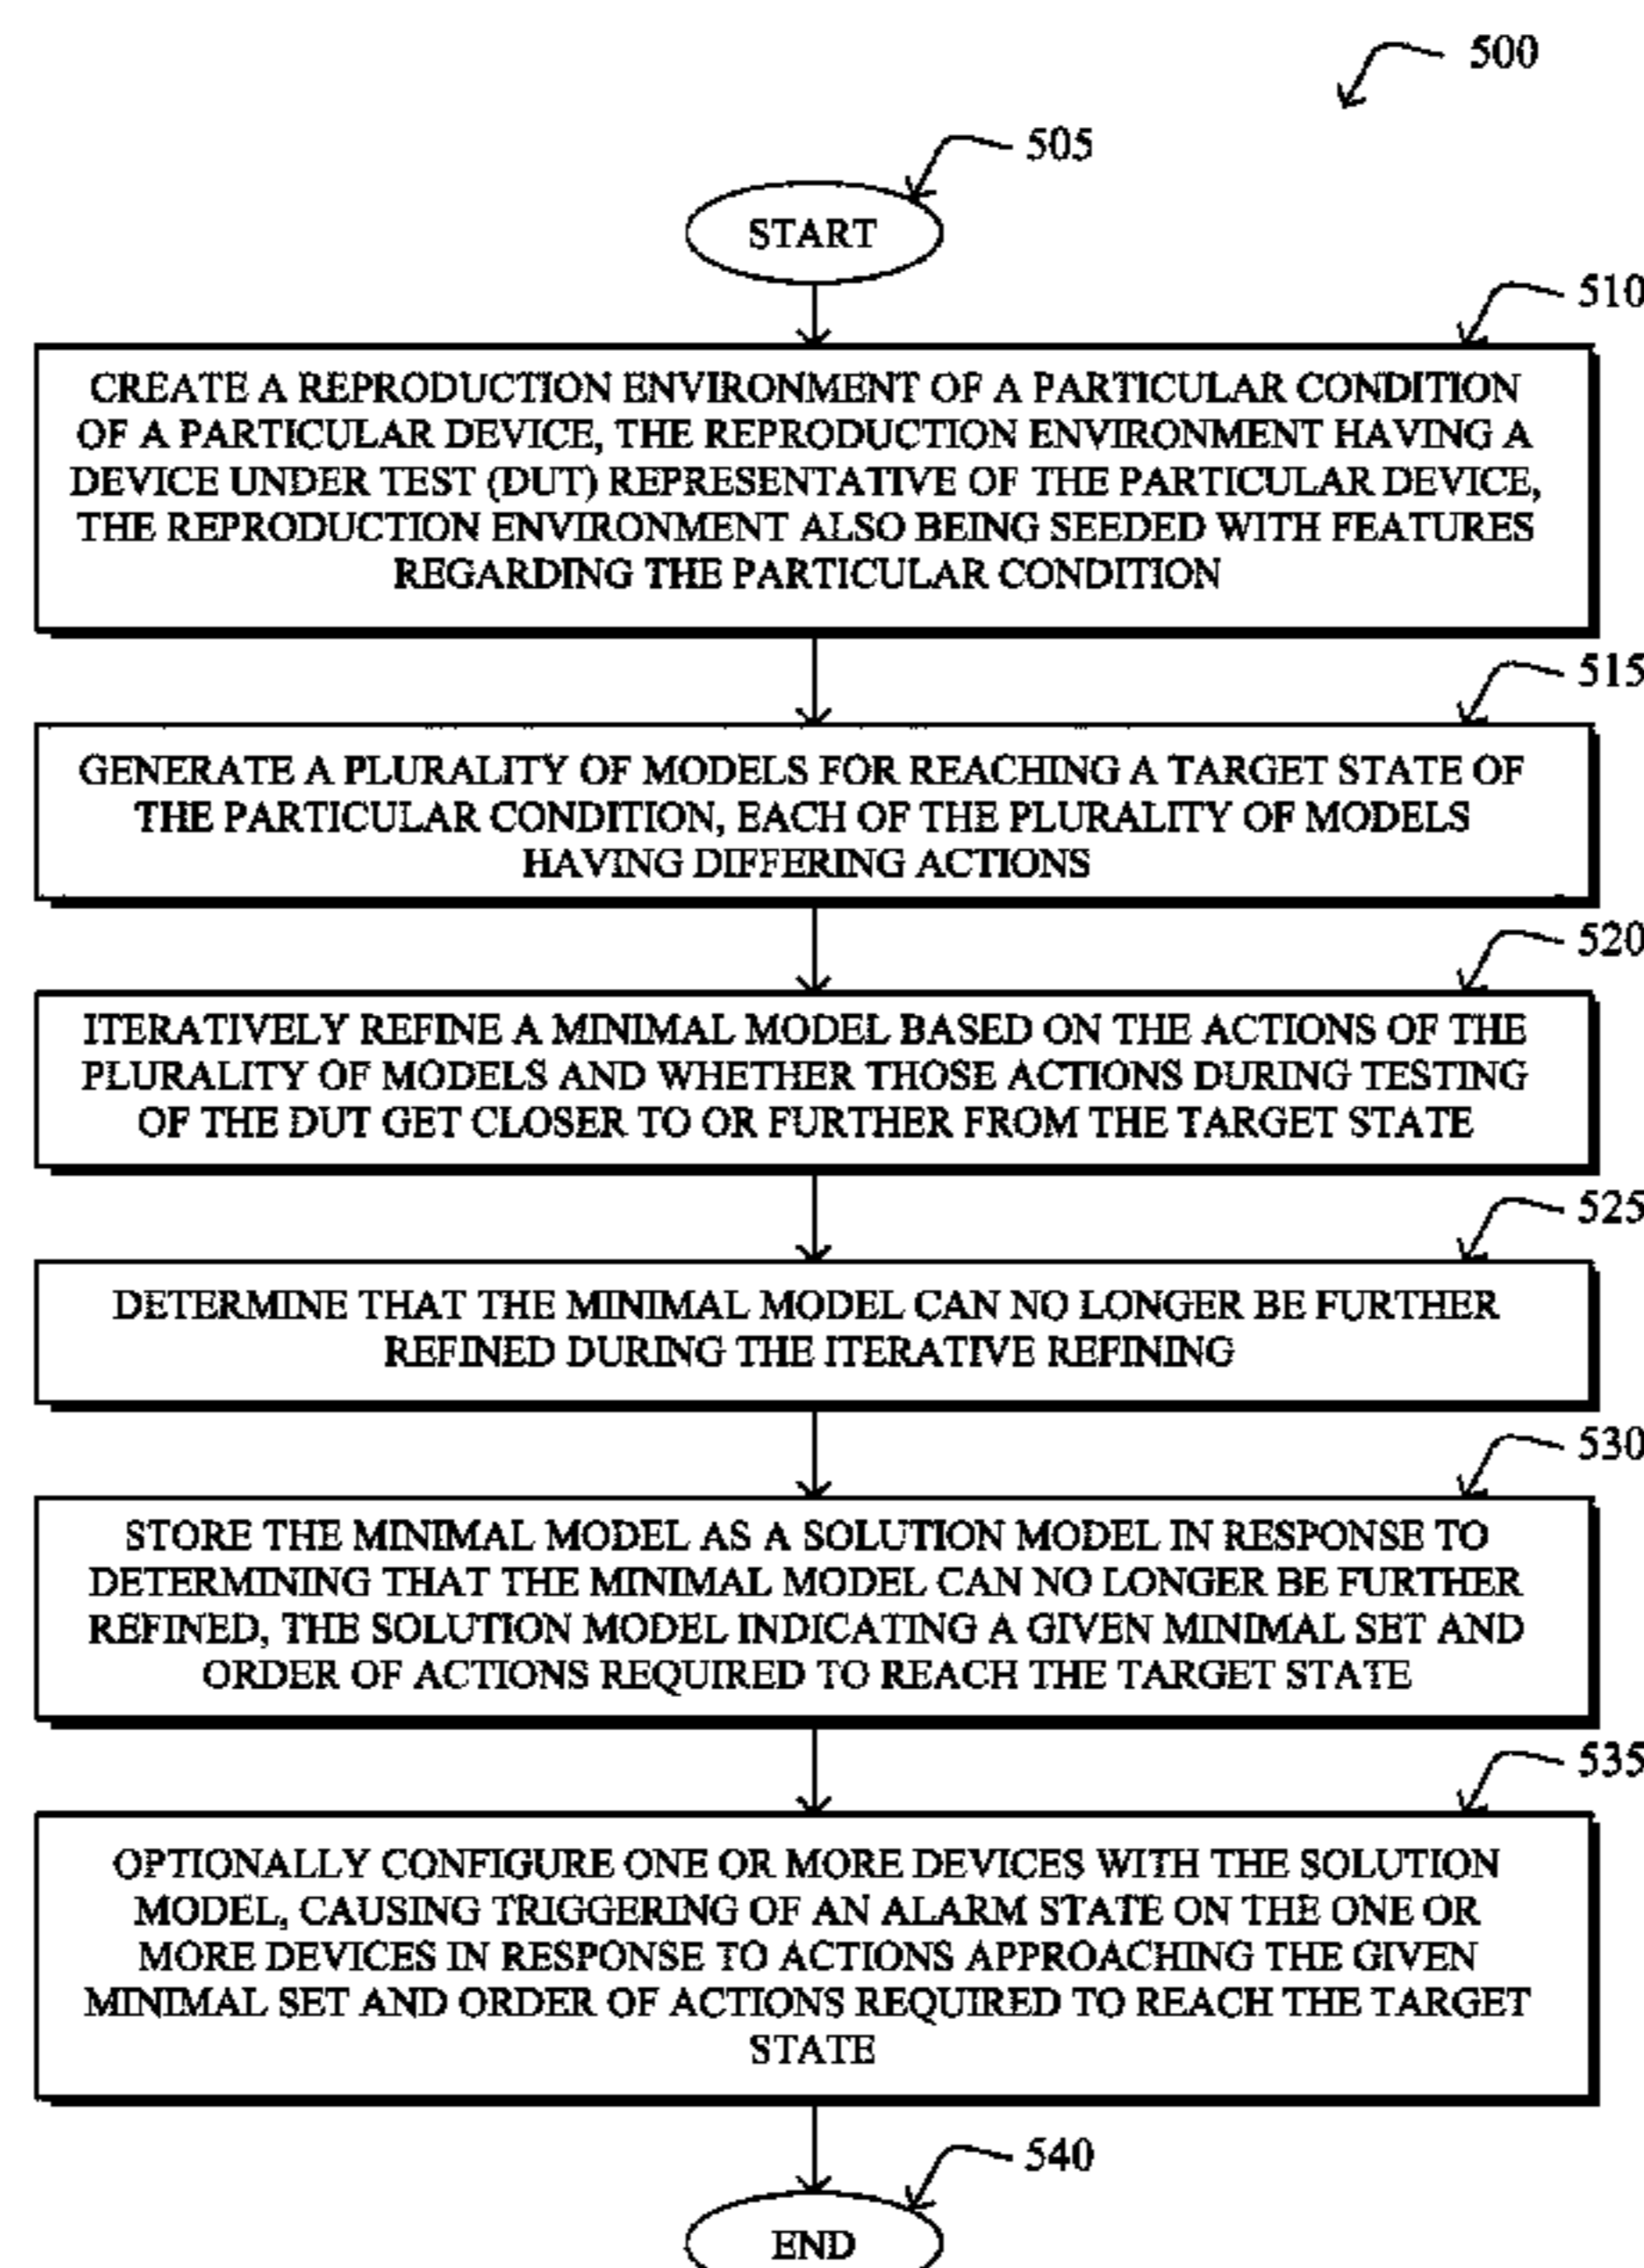 500
505
START
510
CREATE A REPRODUCTION ENVIRONMENT OF A PARTICULAR CONDITION
OF A PARTICULAR DEVICE, THE REPRODUCTION ENVIRONMENT HAVING A
DEVICE UNDER TEST (DUT) REPRESENTATIVE OF THE PARTICULAR DEVICE,
THE REPRODUCTION ENVIRONMENT ALSO BEING SEEDED WITH FEATURES
REGARDING THE PARTICULAR CONDITION
515
GENERATE A PLURALITY OF MODELS FOR REACHING A TARGET STATE OF
THE PARTICULAR CONDITION, EACH OF THE PLURALITY OF MODELS
HAVING DIFFERING ACTIONS
520
ITERATIVELY REFINE A MINIMAL MODEL BASED ON THE ACTIONS OF THE
PLURALITY OF MODELS AND WHETHER THOSE ACTIONS DURING TESTING
OF THE DUT GET CLOSER TO OR FURTHER FROM THE TARGET STATE
525
DETERMINE THAT THE MINIMAL MODEL CAN NO LONGER BE FURTHER
REFINED DURING THE ITERATIVE REFINING
530
STORE THE MINIMAL MODEL AS A SOLUTION MODEL IN RESPONSE TO
DETERMINING THAT THE MINIMAL MODEL CAN NO LONGER BE FURTHER
REFINED, THE SOLUTION MODEL INDICATING A GIVEN MINIMAL SET AND
ORDER OF ACTIONS REQUIRED TO REACH THE TARGET STATE
535
OPTIONALLY CONFIGURE ONE OR MORE DEVICES WITH THE SOLUTION
MODEL, CAUSING TRIGGERING OF AN ALARM STATE ON THE ONE OR
MORE DEVICES IN RESPONSE TO ACTIONS APPROACHING THE GIVEN
MINIMAL SET AND ORDER OF ACTIONS REQUIRED TO REACH THE TARGET
STATE
540
END